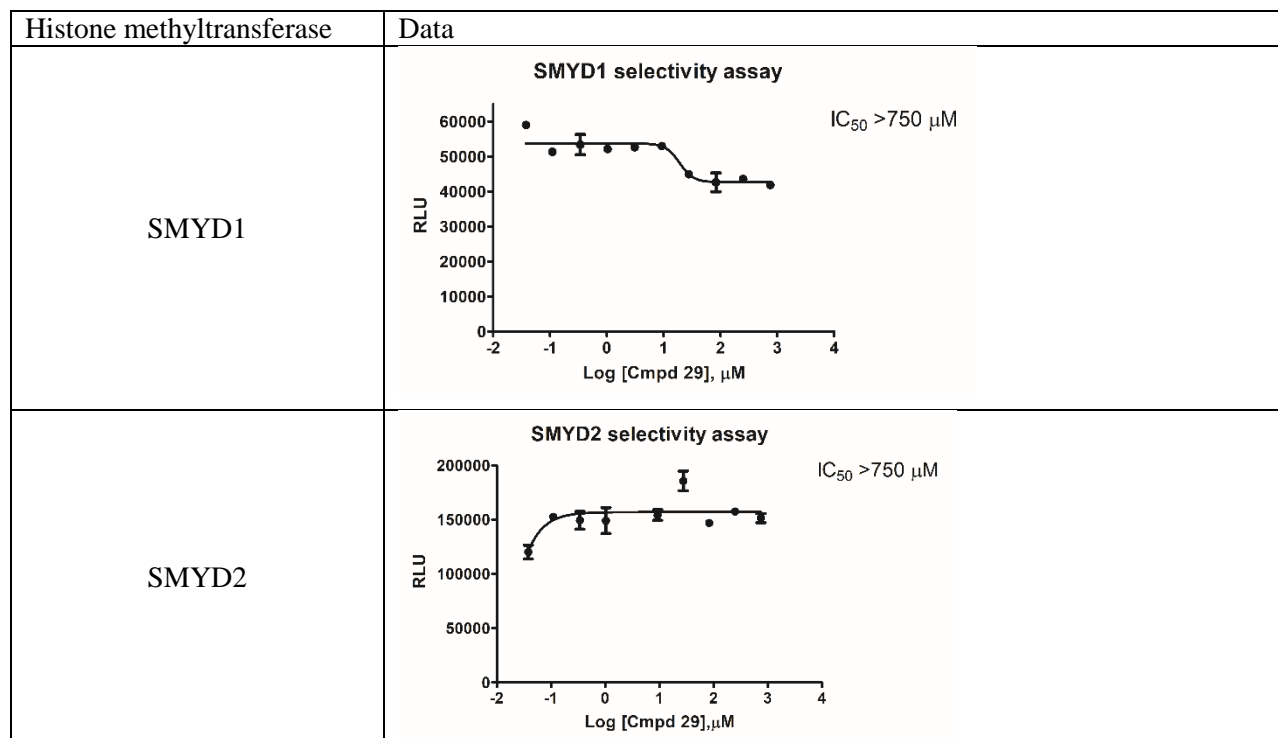 Histone methyltransferase Data
SMYD1
SMYD1 selectivity assay
IC50 >750 μM
60000
50000
40000
30000
20000
10000
0
RLU
-2 -1 0 1 2 3 4
Log [Cmpd 29], μM
SMYD2
SMYD2 selectivity assay
IC50 >750 μM
200000
150000
100000
50000
0
RLU
-2 -1 0 1 2 3 4
Log [Cmpd 29],μM